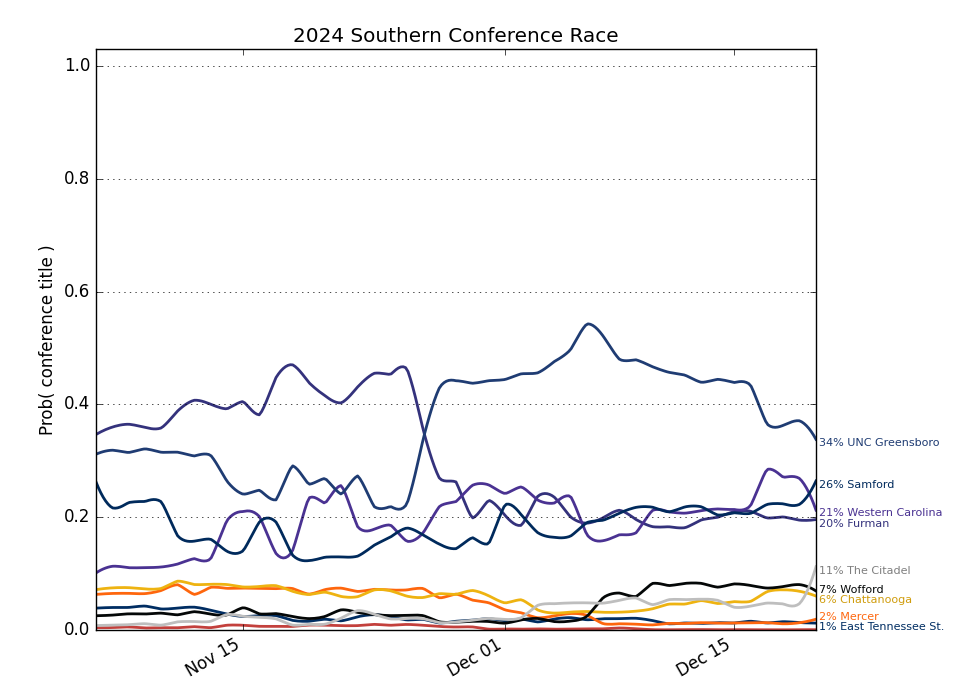 2024 Southern Conference Race
1.0
0.8
0.6
0.4
0.2
0.0
Prob( conference title )
Nov 15
Dec 01
Dec 15
34% UNC Greensboro
26% Samford
21% Western Carolina
20% Furman
11% The Citadel
7% Wofford
6% Chattanooga
2% Mercer
1% East Tennessee St.